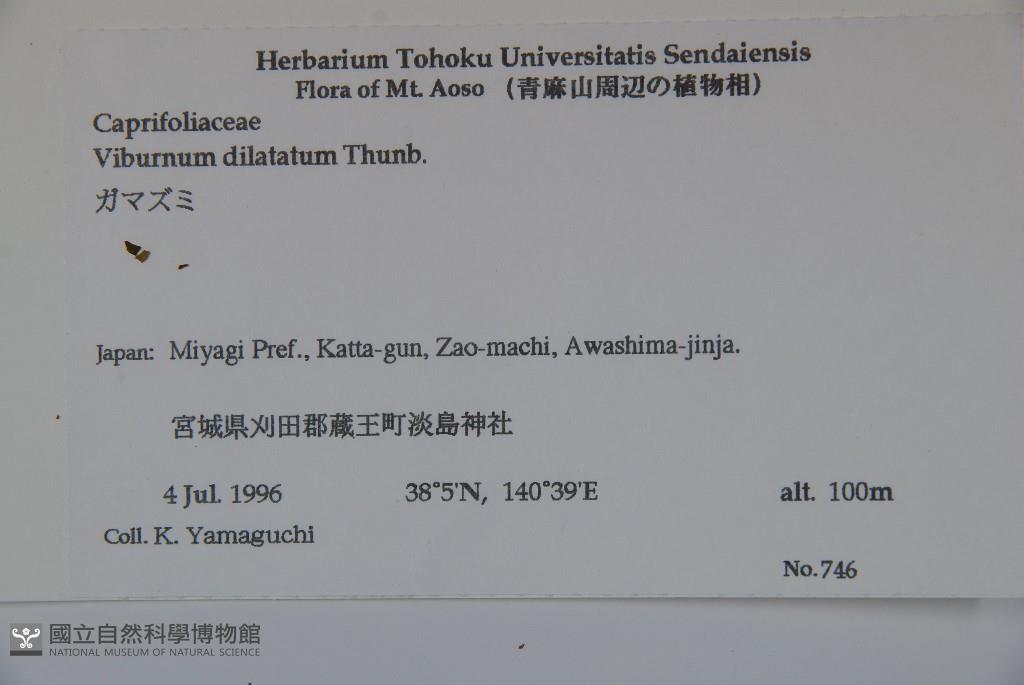 Herbarium Tohoku Universitatis Sendaiensis
Flora of Mt. Aoso （青麻山周辺の植物相）
Caprifoliaceae
Viburnum dilatatum Thunb.
ガマズミ
Japan: Miyagi Pref., Katta-gun, Zao-machi, Awashima-jinja.
宮城県刈田郡蔵王町淡島神社
4 Jul. 1996 38°5'N, 140°39'E alt. 100m
Coll. K. Yamaguchi
No.746
國立自然科學博物館
NATIONAL MUSEUM OF NATURAL SCIENCE